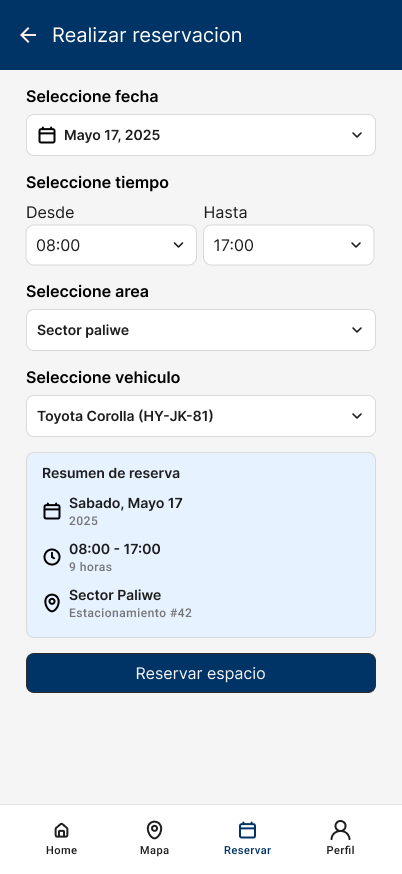 Realizar reservacion
Seleccione fecha
Mayo 17, 2025
Seleccione tiempo
Desde Hasta
08:00 17:00
Seleccione area
Sector paliwe
Seleccione vehiculo
Toyota Corolla (HY-JK-81)
Resumen de reserva
Sabado, Mayo 17
2025
08:00 - 17:00
9 horas
Sector Paliwe
Estacionamiento #42
Reservar espacio
Home Mapa Reservar Perfil